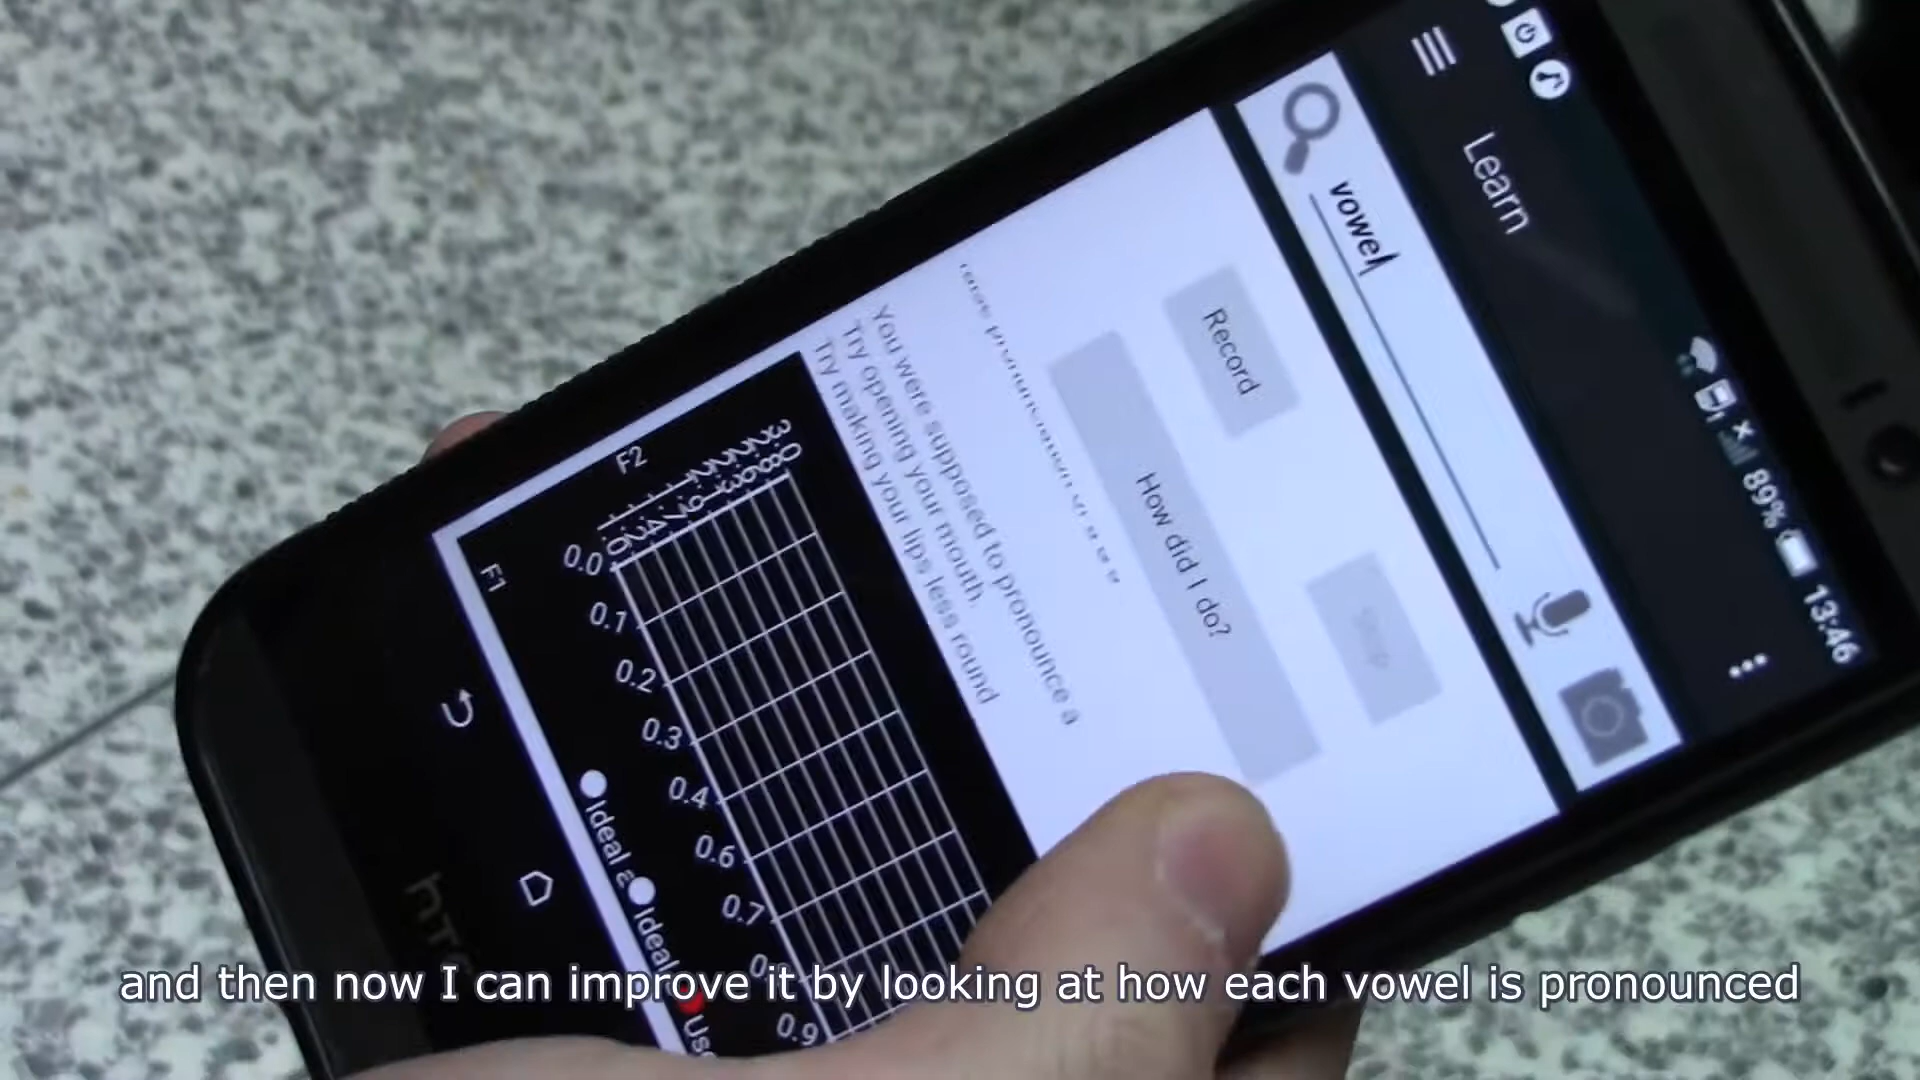 89% 13:46
Learn
vowel
Record
Stop
How did I do?
You were supposed to pronounce a
Try opening your mouth.
Try making your lips less round
F2
F1
0.0
0.1
0.2
0.3
0.4
0.6
0.7
0.9
Ideal
Ideal
Use
hTC
and then now I can improve it by looking at how each vowel is pronounced